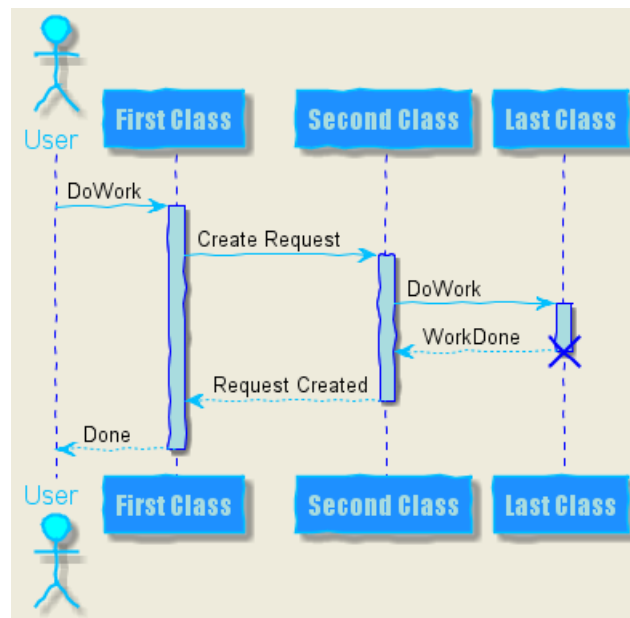 User
First Class
Second Class
Last Class
DoWork
Create Request
DoWork
WorkDone
Request Created
Done
User
First Class
Second Class
Last Class